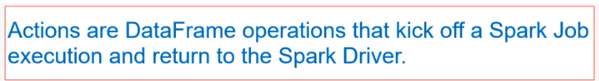 Actions are DataFrame operations that kick off a Spark Job
execution and return to the Spark Driver.